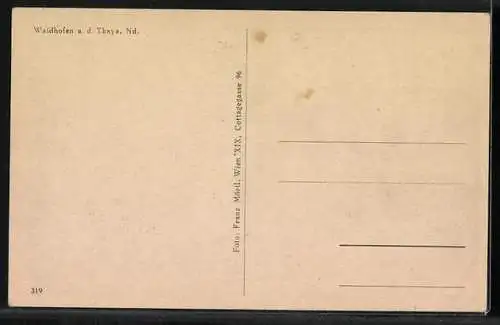 Waidhofen a. d. Thaya, Nd.
Foto: Franz Mörtl, Wien, XIX, Cottagegasse 96
319